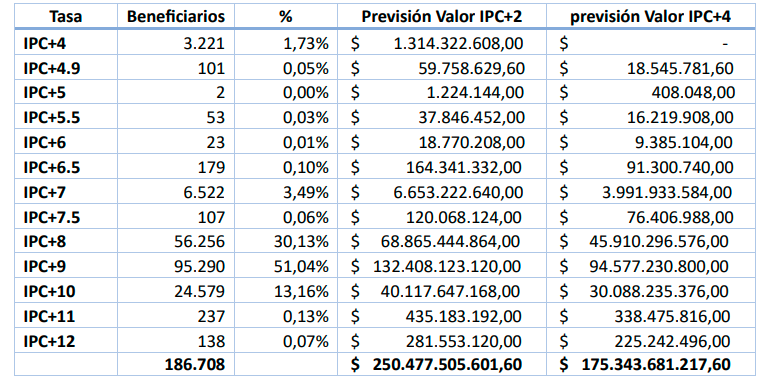 Tasa Beneficiarios % Previsión Valor IPC+2 previsión Valor IPC+4
IPC+4 3.221 1,73% $ 1.314.322.608,00 $ -
IPC+4.9 101 0,05% $ 59.758.629,60 $ 18.545.781,60
IPC+5 2 0,00% $ 1.224.144,00 $ 408.048,00
IPC+5.5 53 0,03% $ 37.846.452,00 $ 16.219.908,00
IPC+6 23 0,01% $ 18.770.208,00 $ 9.385.104,00
IPC+6.5 179 0,10% $ 164.341.332,00 $ 91.300.740,00
IPC+7 6.522 3,49% $ 6.653.222.640,00 $ 3.991.933.584,00
IPC+7.5 107 0,06% $ 120.068.124,00 $ 76.406.988,00
IPC+8 56.256 30,13% $ 68.865.444.864,00 $ 45.910.296.576,00
IPC+9 95.290 51,04% $ 132.408.123.120,00 $ 94.577.230.800,00
IPC+10 24.579 13,16% $ 40.117.647.168,00 $ 30.088.235.376,00
IPC+11 237 0,13% $ 435.183.192,00 $ 338.475.816,00
IPC+12 138 0,07% $ 281.553.120,00 $ 225.242.496,00
186.708 $ 250.477.505.601,60 $ 175.343.681.217,60